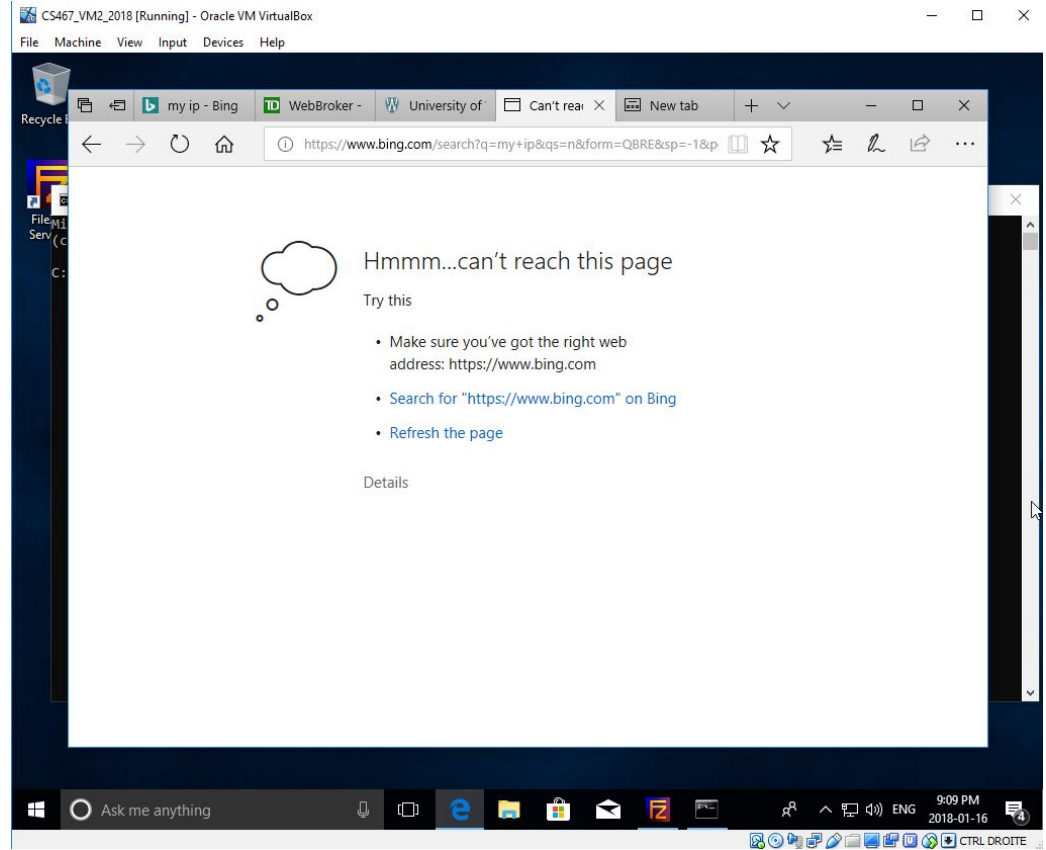 CS467_VM2_2018 [Running] - Oracle VM VirtualBox
File Machine View Input Devices Help
Recycle
my ip - Bing
WebBroker -
University of
Can't rea
New tab
https://www.bing.com/search?q=my+ip&qs=n&form=QBRE&sp=-1&p
File
Serv
Mi
(c
C:
Hmmm...can't reach this page
Try this
• Make sure you've got the right web
address: https://www.bing.com
• Search for "https://www.bing.com" on Bing
• Refresh the page
Details
Ask me anything
ENG
9:09 PM
2018-01-16
4
CTRL DROITE